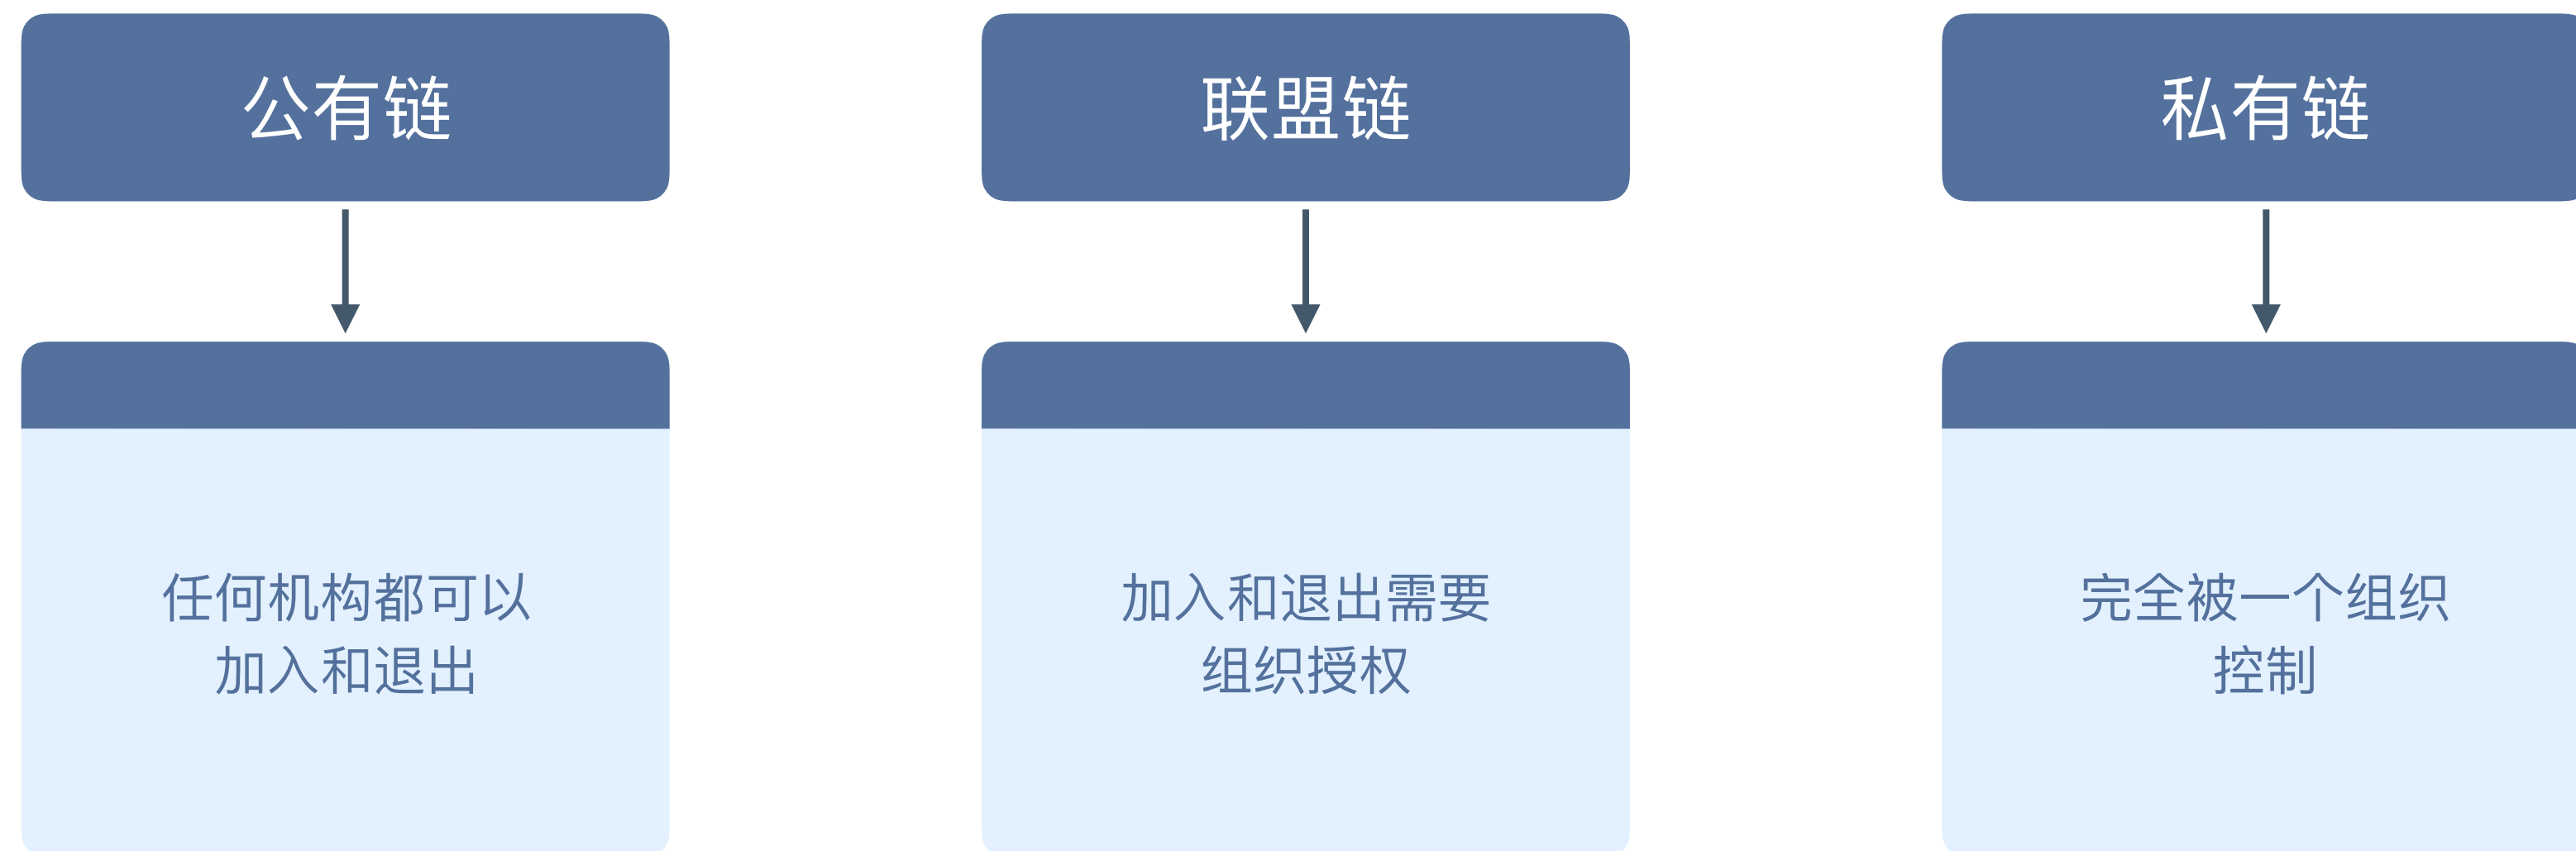 公有链
联盟链
私有链
任何机构都可以
加入和退出
加入和退出需要
组织授权
完全被一个组织
控制